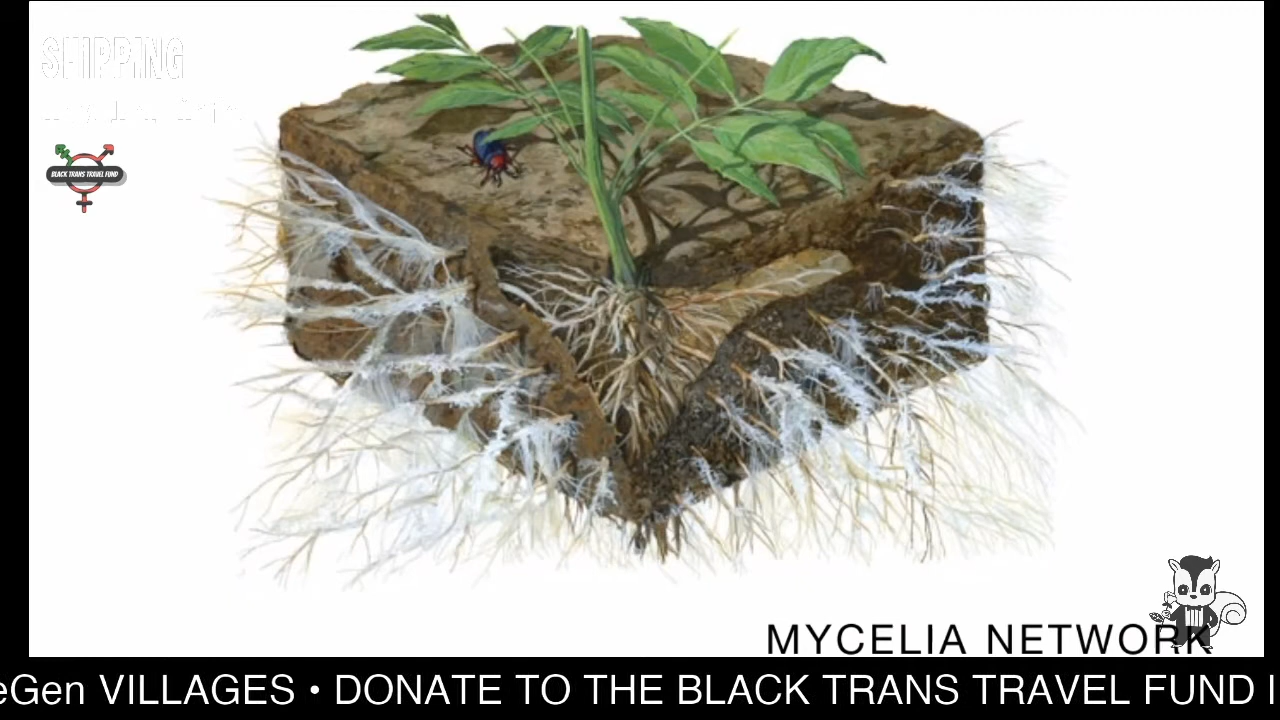 SHIPPING
BLACK TRANS TRAVEL FUND
MYCELIA NETWORK
eGen VILLAGES • DONATE TO THE BLACK TRANS TRAVEL FUND